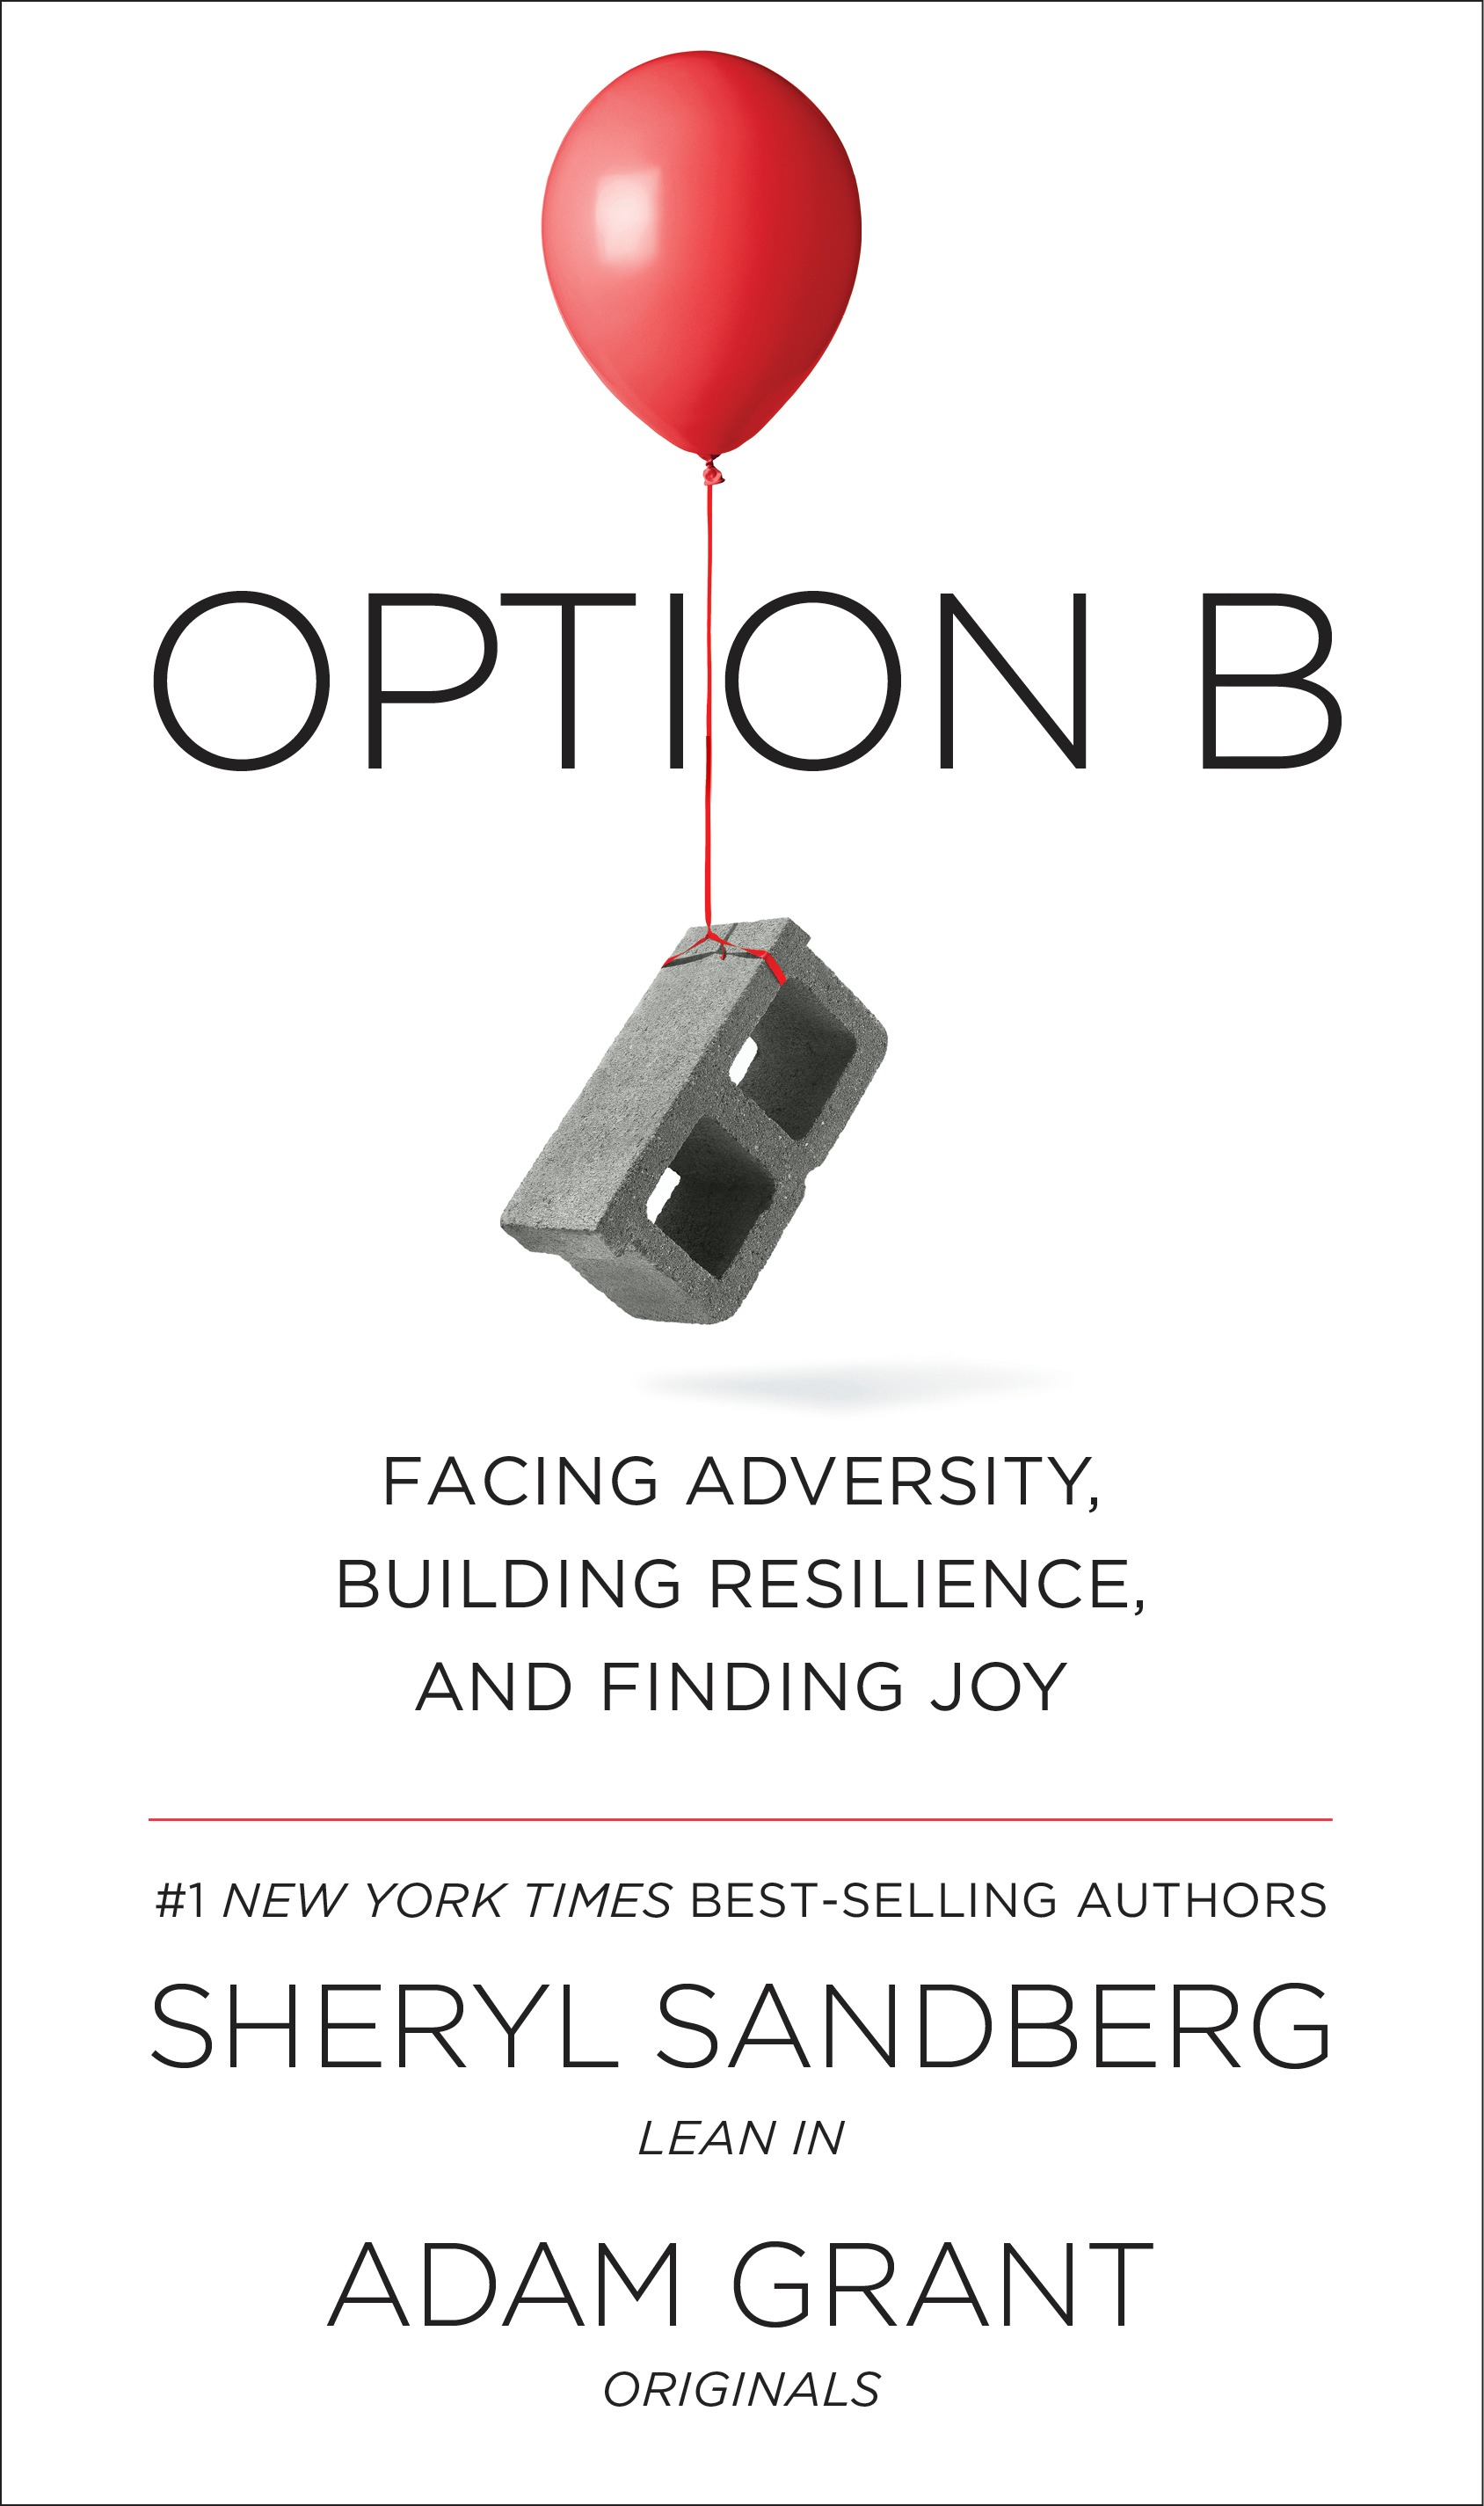 OPTION B
FACING ADVERSITY,
BUILDING RESILIENCE,
AND FINDING JOY
#1 NEW YORK TIMES BEST-SELLING AUTHORS
SHERYL SANDBERG
LEAN IN
ADAM GRANT
ORIGINALS